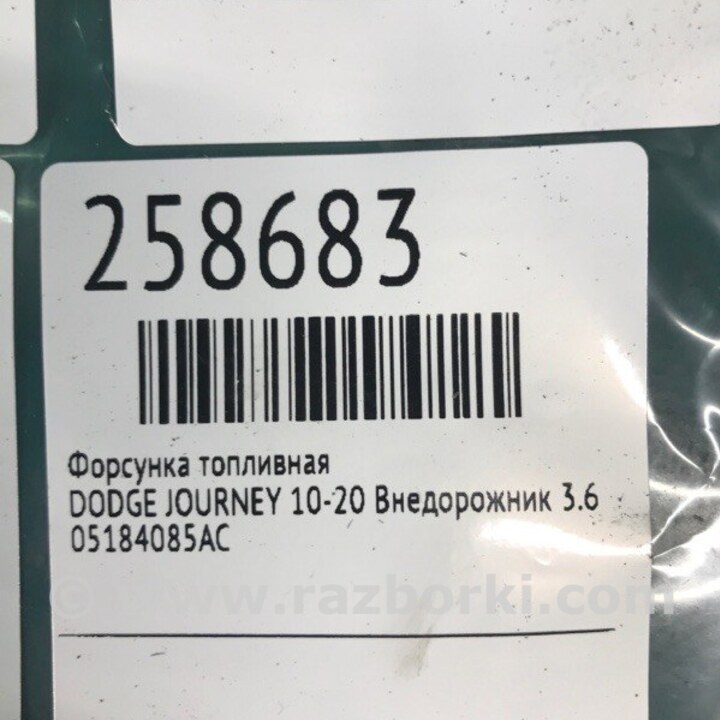 258683
Форсунка топливная
DODGE JOURNEY 10-20 Внедорожник 3.6
05184085AC
© www.razborki.com